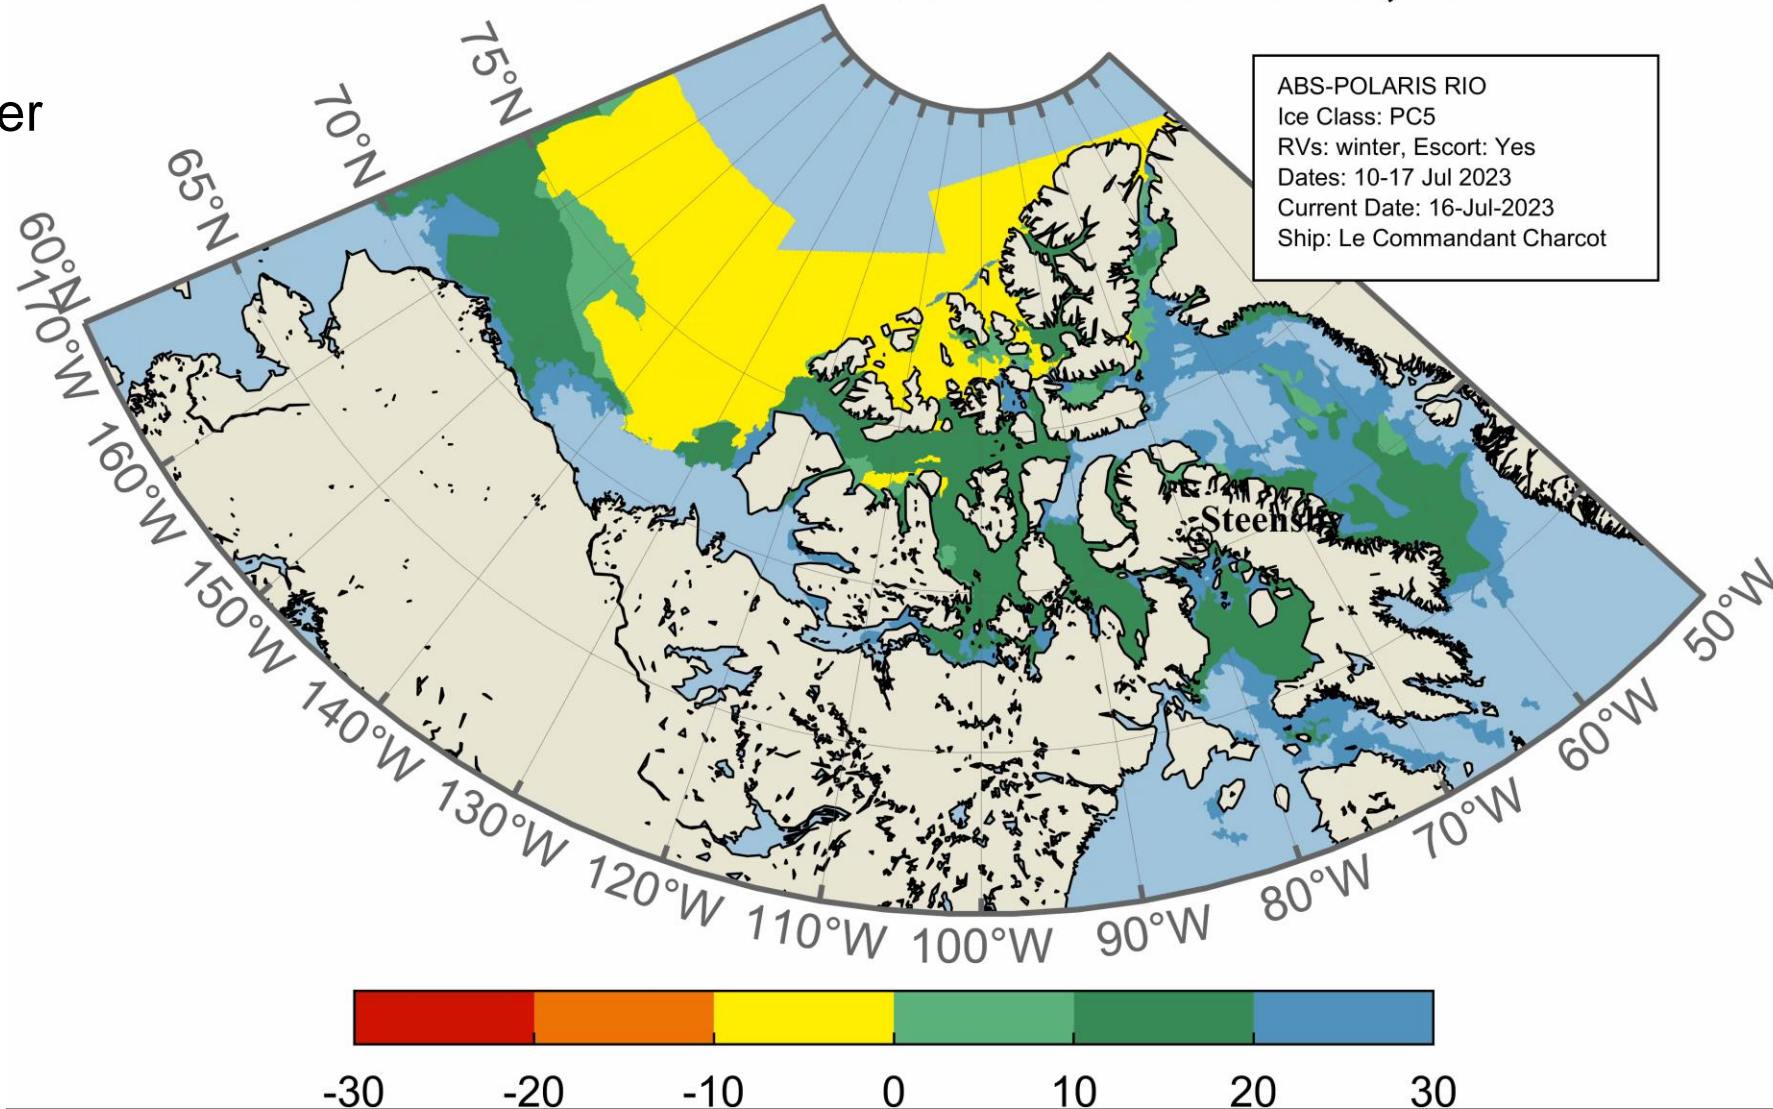 er
75°N
70°N
65°N
60°N
170°W
160°W
150°W
140°W
130°W
120°W
110°W
100°W
90°W
80°W
70°W
60°W
50°W
ABS-POLARIS RIO
Ice Class: PC5
RVs: winter, Escort: Yes
Dates: 10-17 Jul 2023
Current Date: 16-Jul-2023
Ship: Le Commandant Charcot
Steensby
-30 -20 -10 0 10 20 30